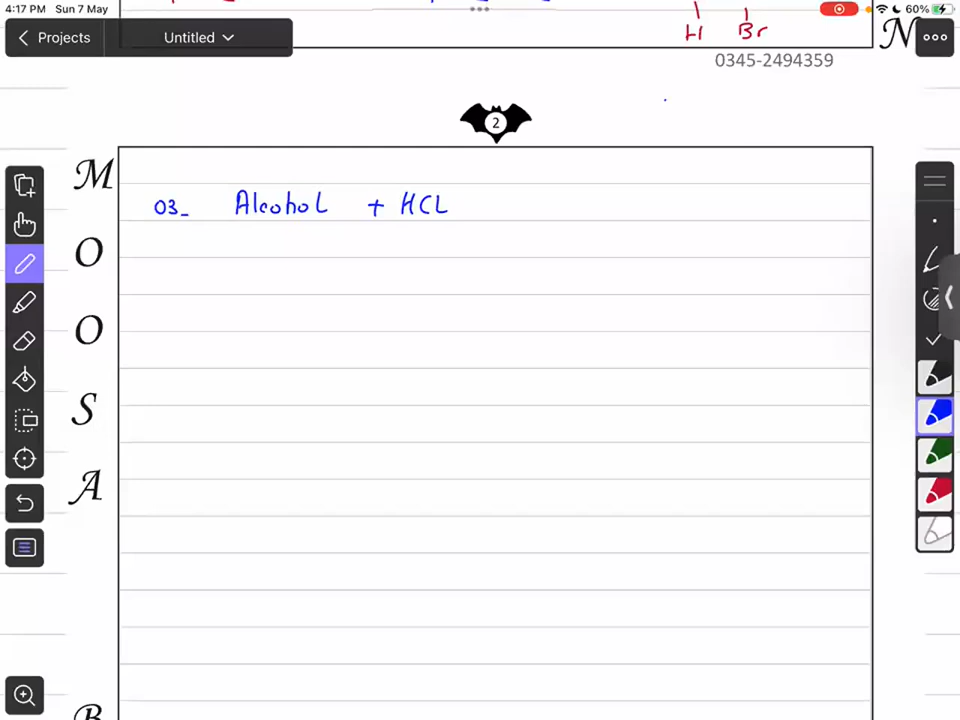 4:17 PM Sun 7 May
60%
Projects
Untitled
H Br
N
0345-2494359
2
M
03_ Alcohol + HCL
O
O
S
A
B